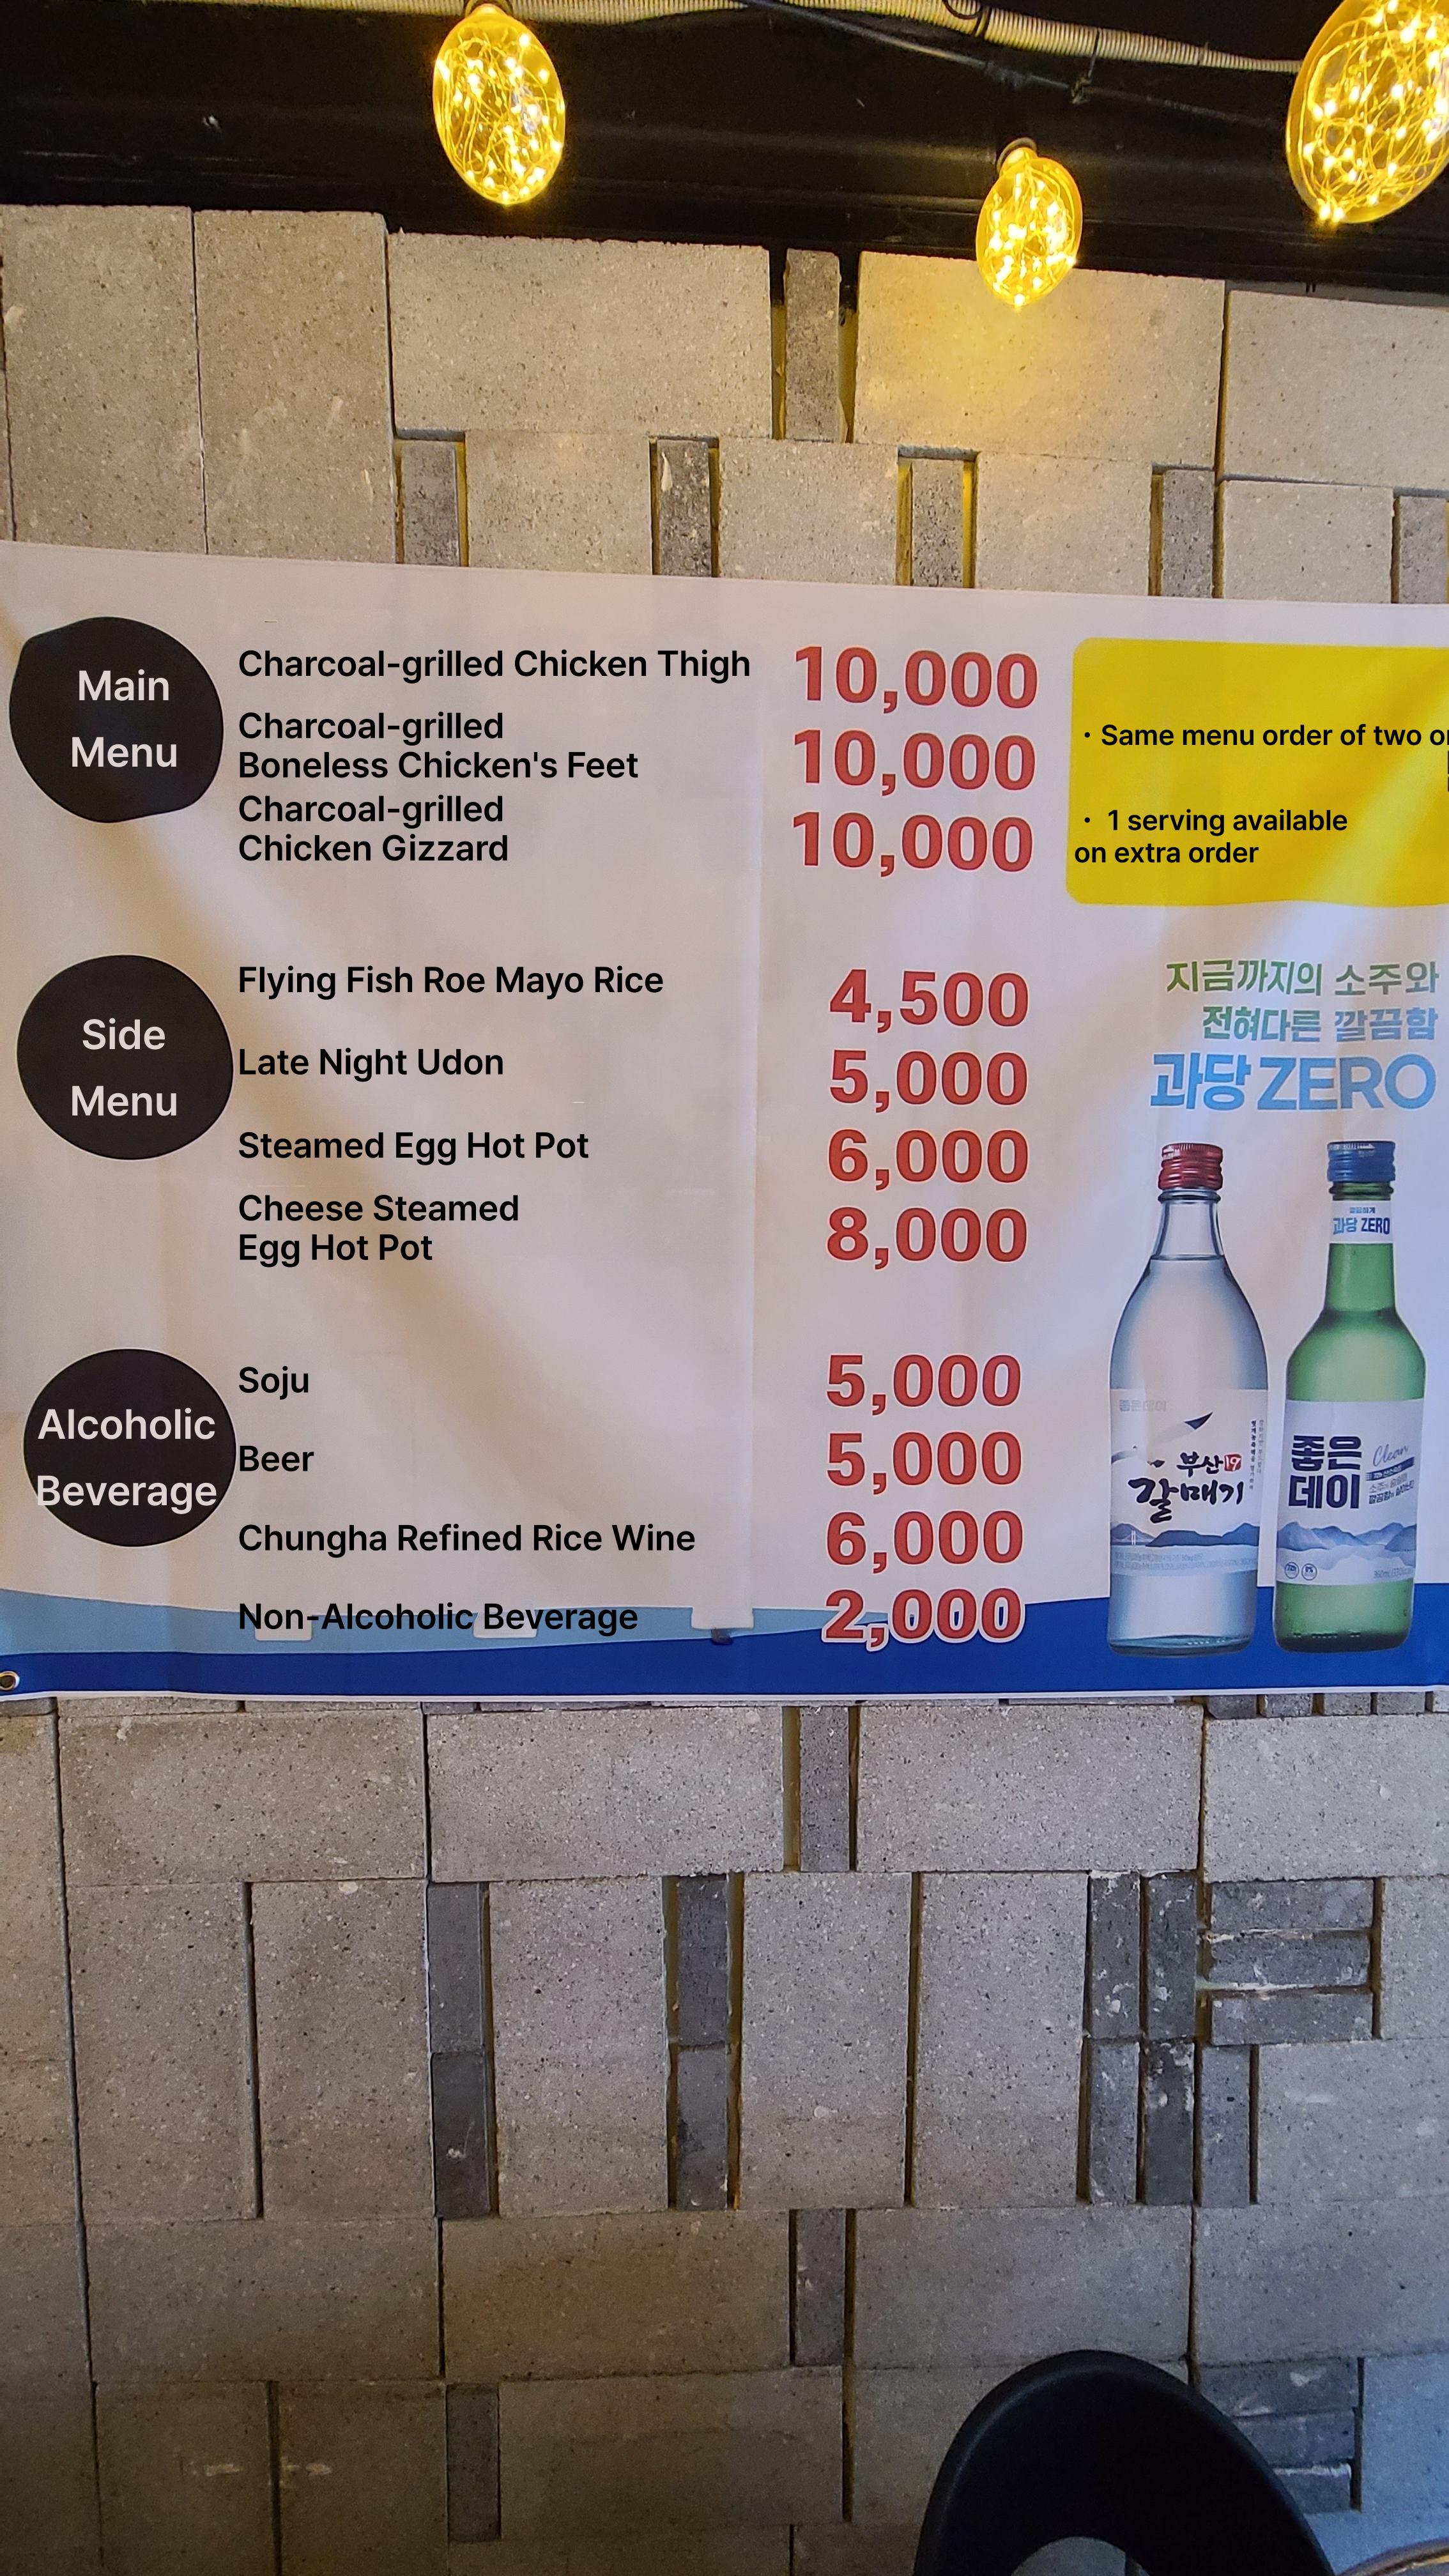 Main
Menu
Charcoal-grilled Chicken Thigh 10,000
Charcoal-grilled
Boneless Chicken's Feet 10,000
Charcoal-grilled
Chicken Gizzard 10,000
· Same menu order of two
· 1 serving available
on extra order
Side
Menu
Flying Fish Roe Mayo Rice 4,500
Late Night Udon 5,000
Steamed Egg Hot Pot 6,000
Cheese Steamed
Egg Hot Pot 8,000
Alcoholic
Beverage
Soju 5,000
Beer 5,000
Chungha Refined Rice Wine 6,000
Non-Alcoholic Beverage 2,000
지금까지의 소주와
전혀다른 깔끔함
과당 ZERO
과당 ZERO
부산 19
갈매기
좋은
데이
Clean